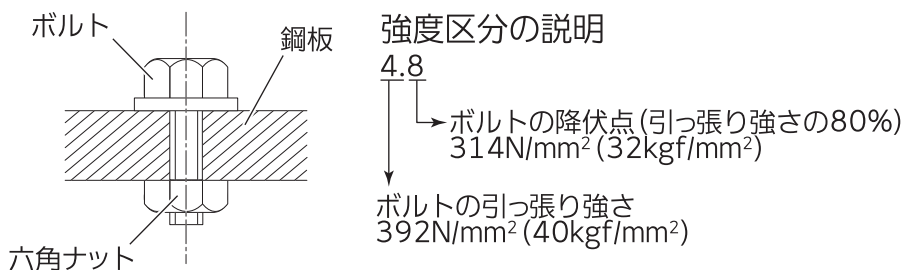 ボルト
鋼板
六角ナット
強度区分の説明
4.8
ボルトの降伏点(引っ張り強さの80%)
314N/mm²(32kgf/mm²)
ボルトの引っ張り強さ
392N/mm²(40kgf/mm²)